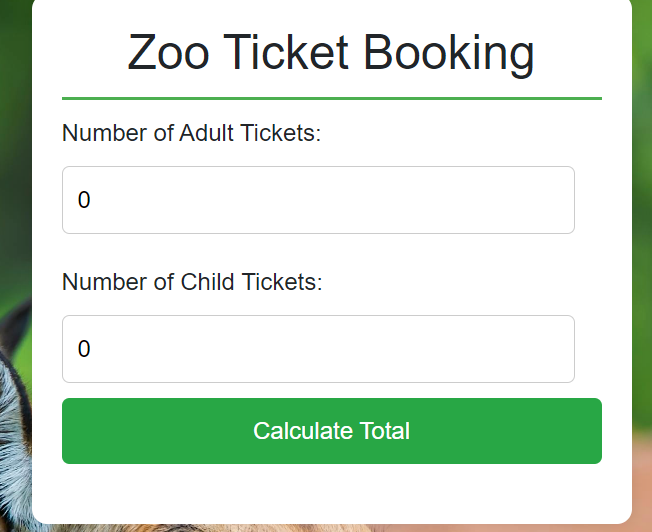 Zoo Ticket Booking
Number of Adult Tickets:
0
Number of Child Tickets:
0
Calculate Total